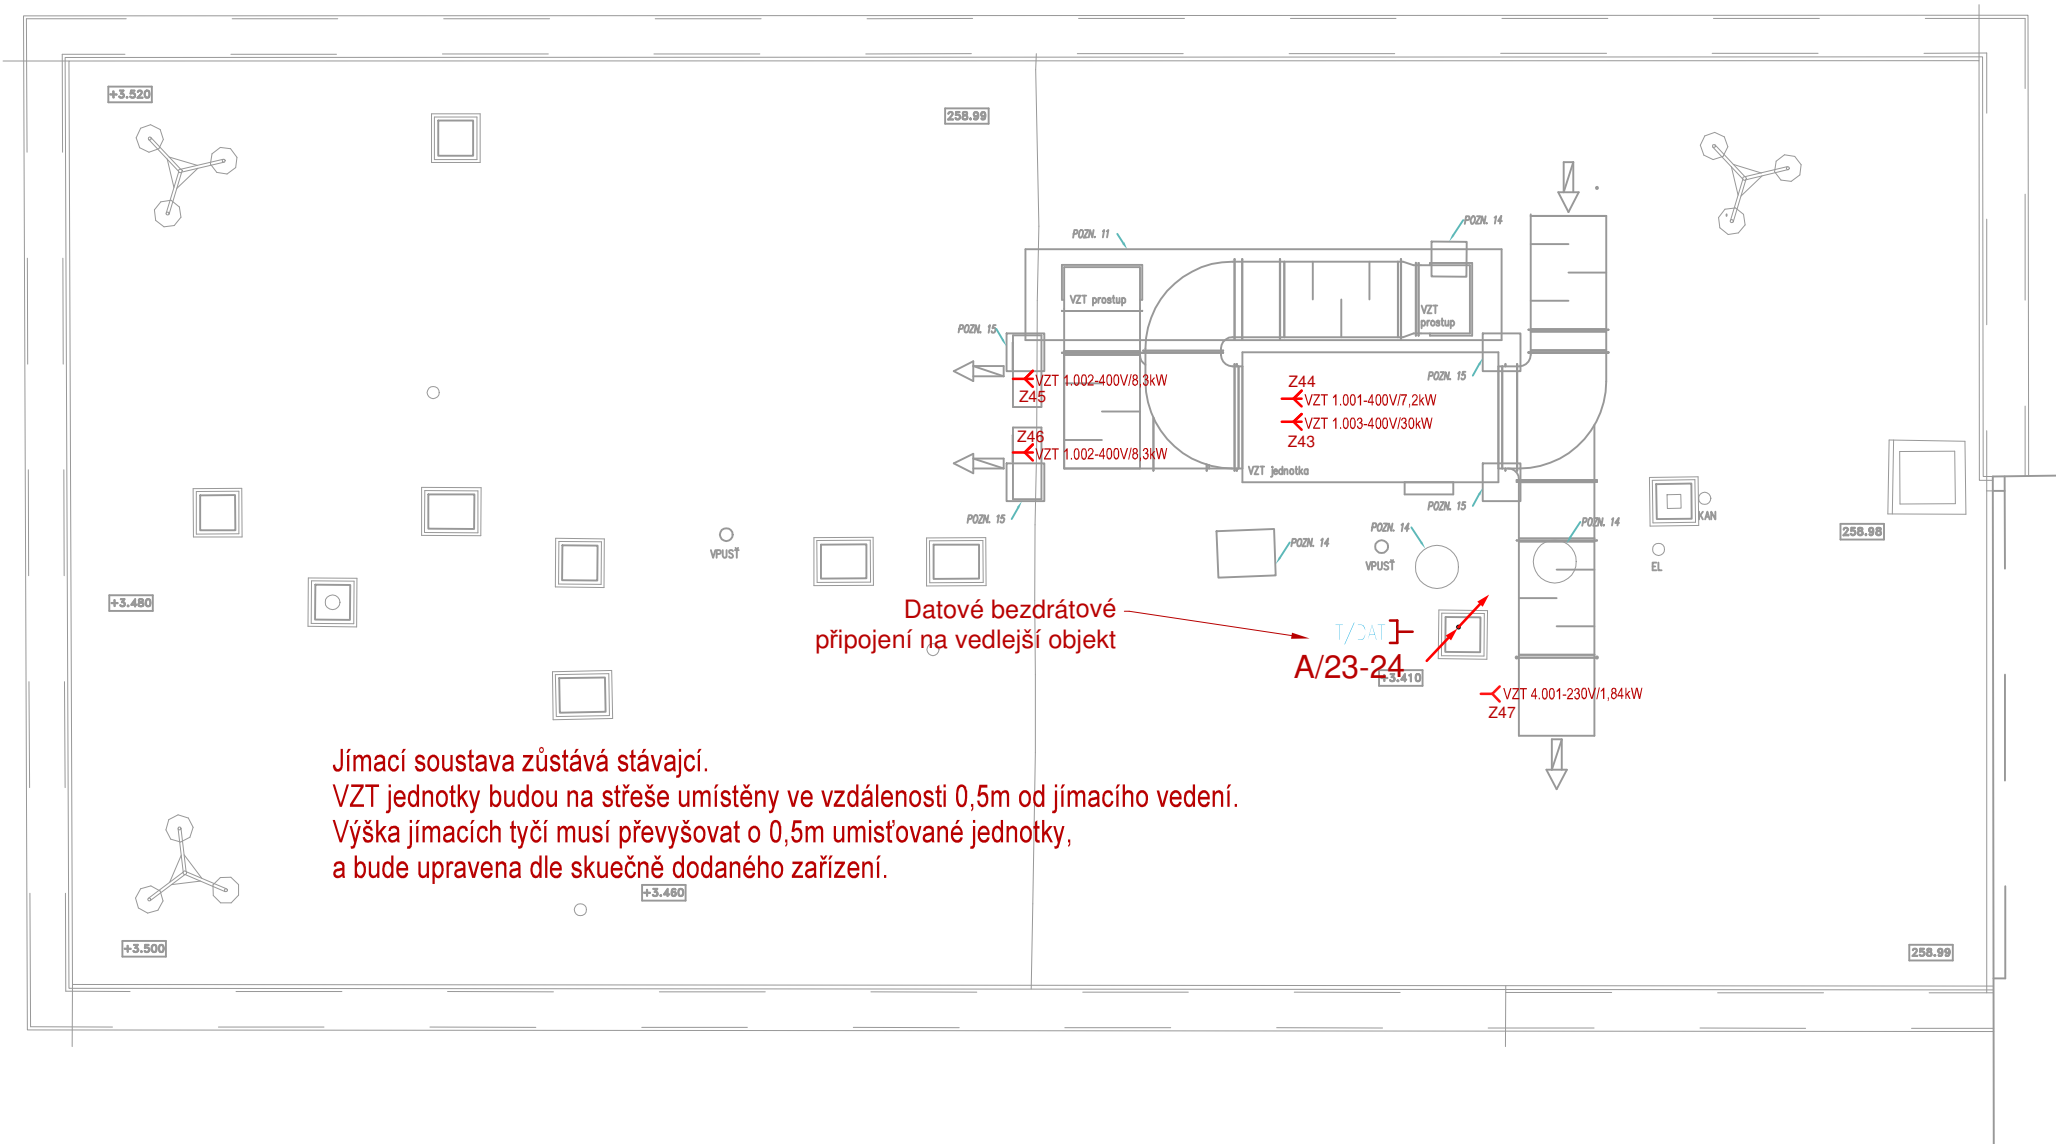 +3.520
258.99
POZN. 14
POZN. 11
VZT prostup
VZT
prostup
POZN. 15
POZN. 15
VZT 1.002-400V/8,3kW
Z45
Z44
VZT 1.001-400V/7,2kW
VZT 1.003-400V/30kW
Z43
Z46
VZT 1.002-400V/8,3kW
VZT jednotka
POZN. 15
POZN. 15
KAN
POZN. 14
POZN. 14
258.98
VPUSŤ
POZN. 14
VPUSŤ
EL
+3.480
Datové bezdrátové
připojení na vedlejší objekt
T/DAT
A/23-24
+3.410
VZT 4.001-230V/1,84kW
Z47
Jímací soustava zůstává stávajcí.
VZT jednotky budou na střeše umístěny ve vzdálenosti 0,5m od jímacího vedení.
Výška jímacích tyčí musí převyšovat o 0,5m umisťované jednotky,
a bude upravena dle skuečně dodaného zařízení.
+3.460
+3.500
258.99